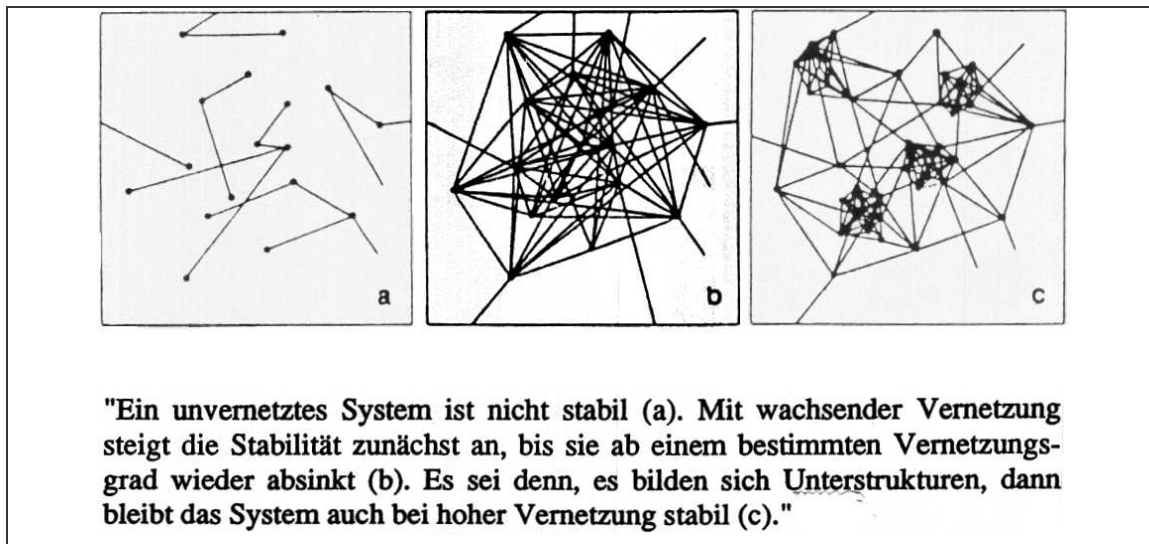 a
b
c
"Ein unvernetztes System ist nicht stabil (a). Mit wachsender Vernetzung
steigt die Stabilität zunächst an, bis sie ab einem bestimmten Vernetzungs-
grad wieder absinkt (b). Es sei denn, es bilden sich Unterstrukturen, dann
bleibt das System auch bei hoher Vernetzung stabil (c)."